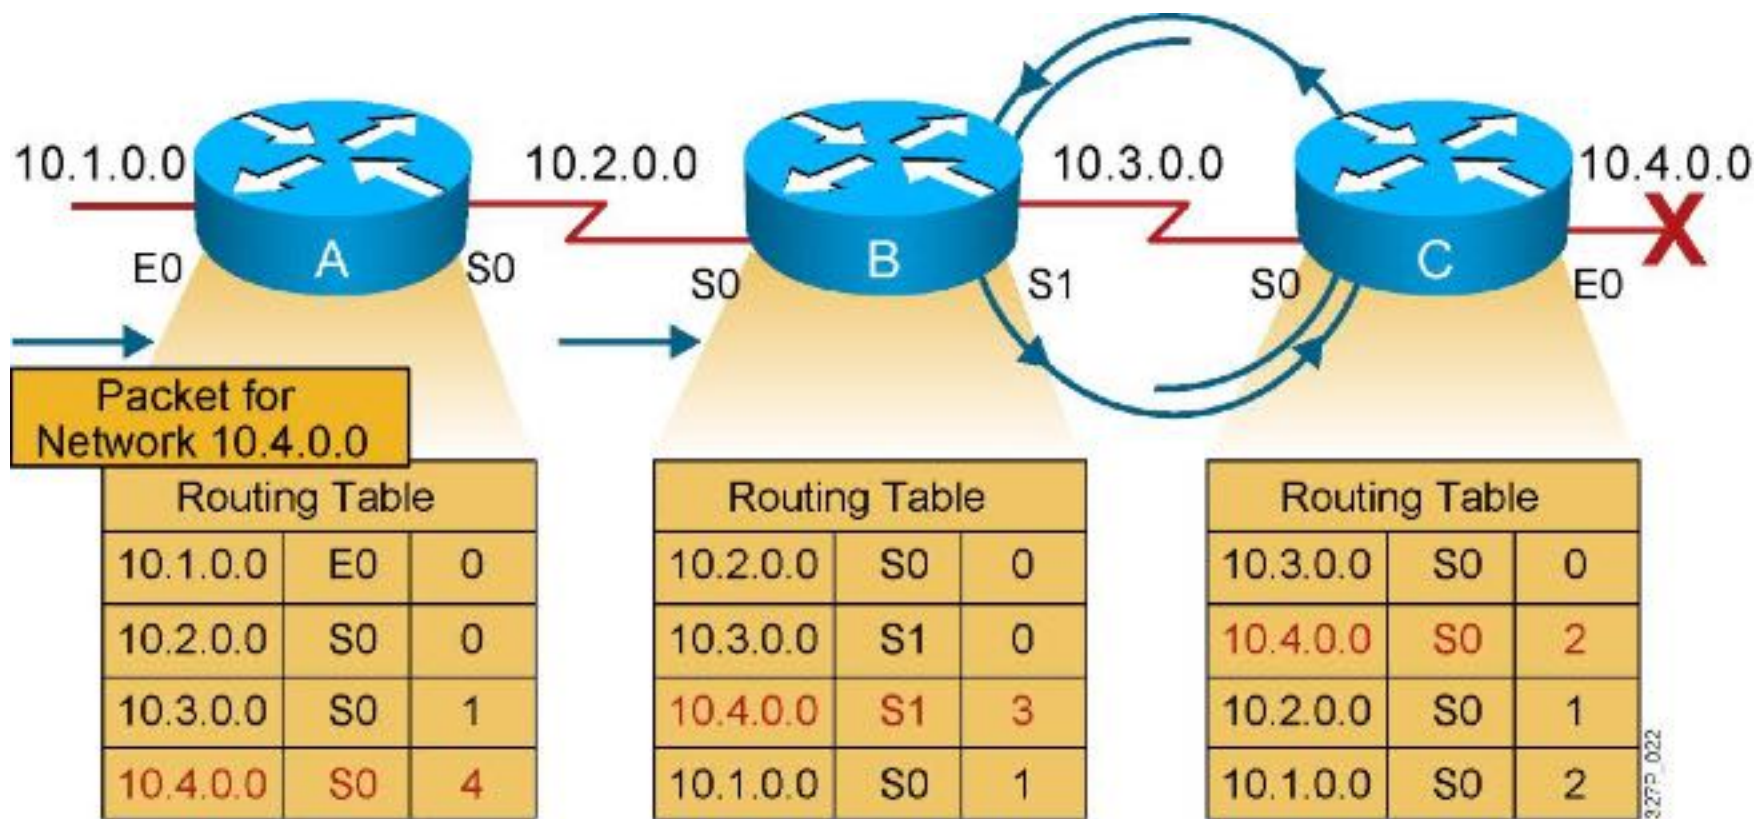 10.1.0.0
10.2.0.0
10.3.0.0
10.4.0.0
X
A
B
C
E0
S0
S0
S1
S0
E0
Packet for
Network 10.4.0.0
Routing Table
10.1.0.0 E0 0
10.2.0.0 S0 0
10.3.0.0 S0 1
10.4.0.0 S0 4
Routing Table
10.2.0.0 S0 0
10.3.0.0 S1 0
10.4.0.0 S1 3
10.1.0.0 S0 1
Routing Table
10.3.0.0 S0 0
10.4.0.0 S0 2
10.2.0.0 S0 1
10.1.0.0 S0 2
327P_022